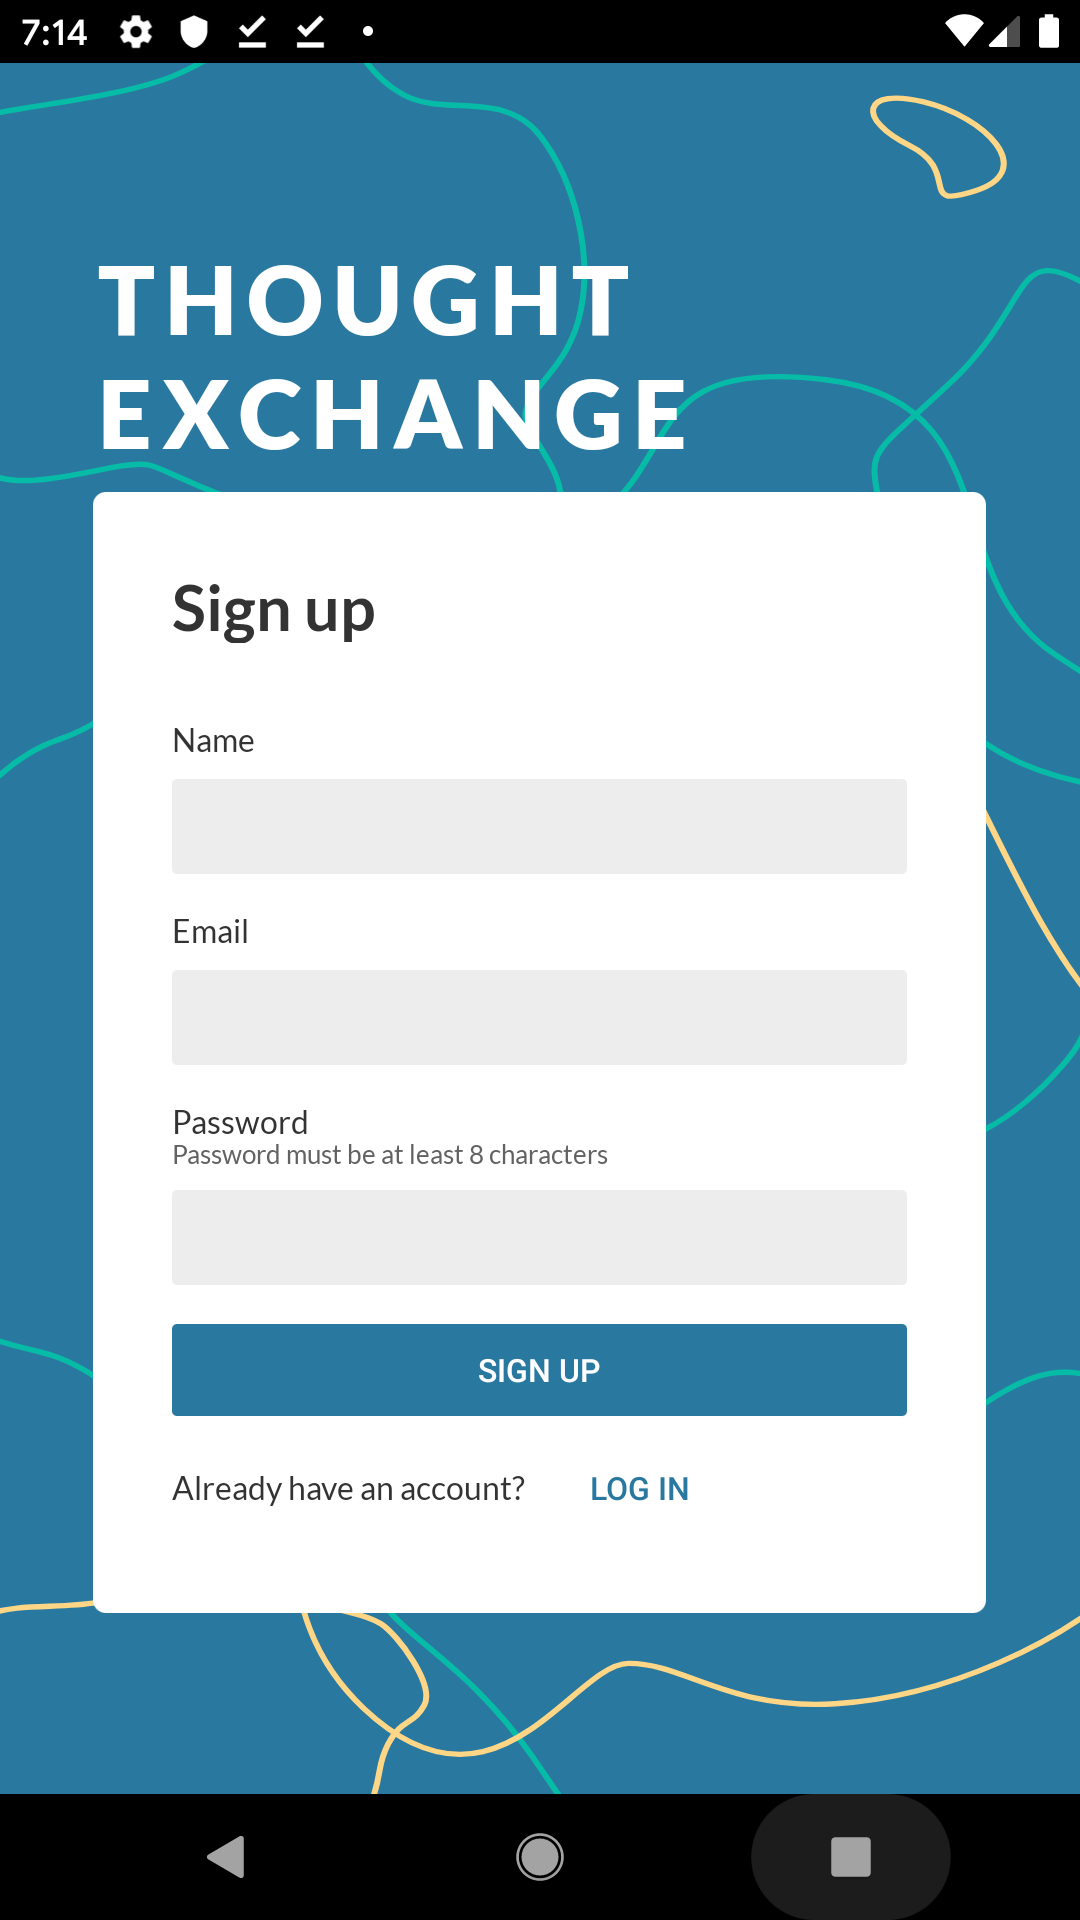 7:14
THOUGHT
EXCHANGE
Sign up
Name
Email
Password
Password must be at least 8 characters
SIGN UP
Already have an account? LOG IN